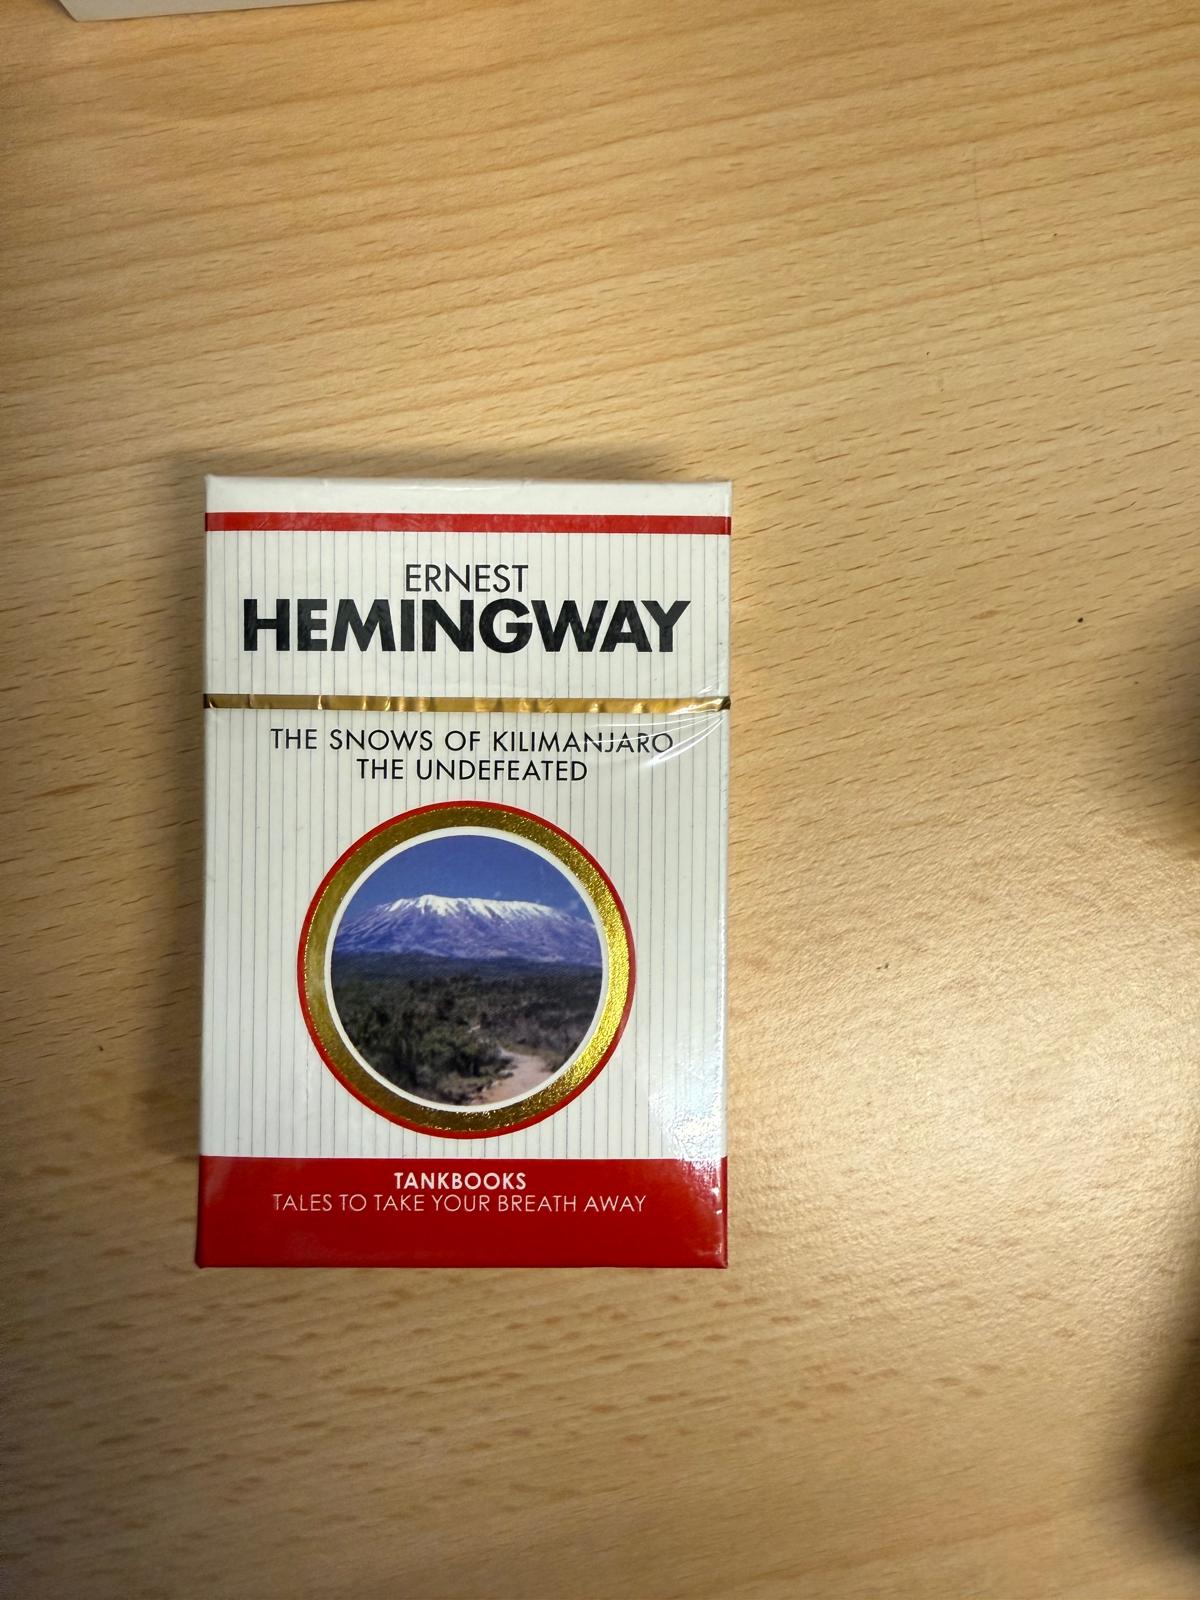 ERNEST
HEMINGWAY
THE SNOWS OF KILIMANJARO
THE UNDEFEATED
TANKBOOKS
TALES TO TAKE YOUR BREATH AWAY